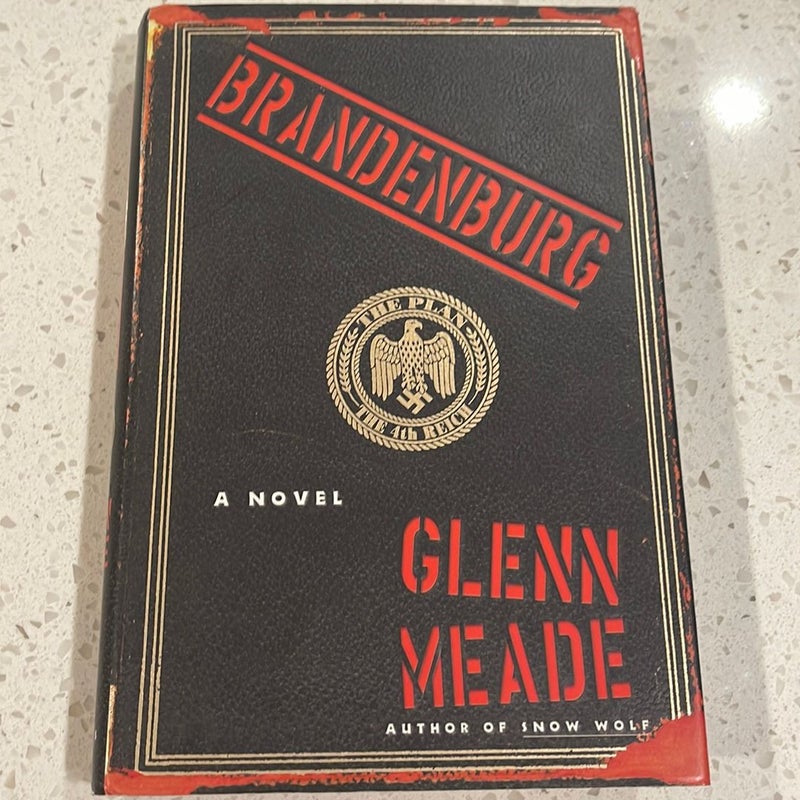 BRANDENBURG
THE PLAN
THE 4th REICH
A NOVEL
GLENN
MEADE
AUTHOR OF SNOW WOLF